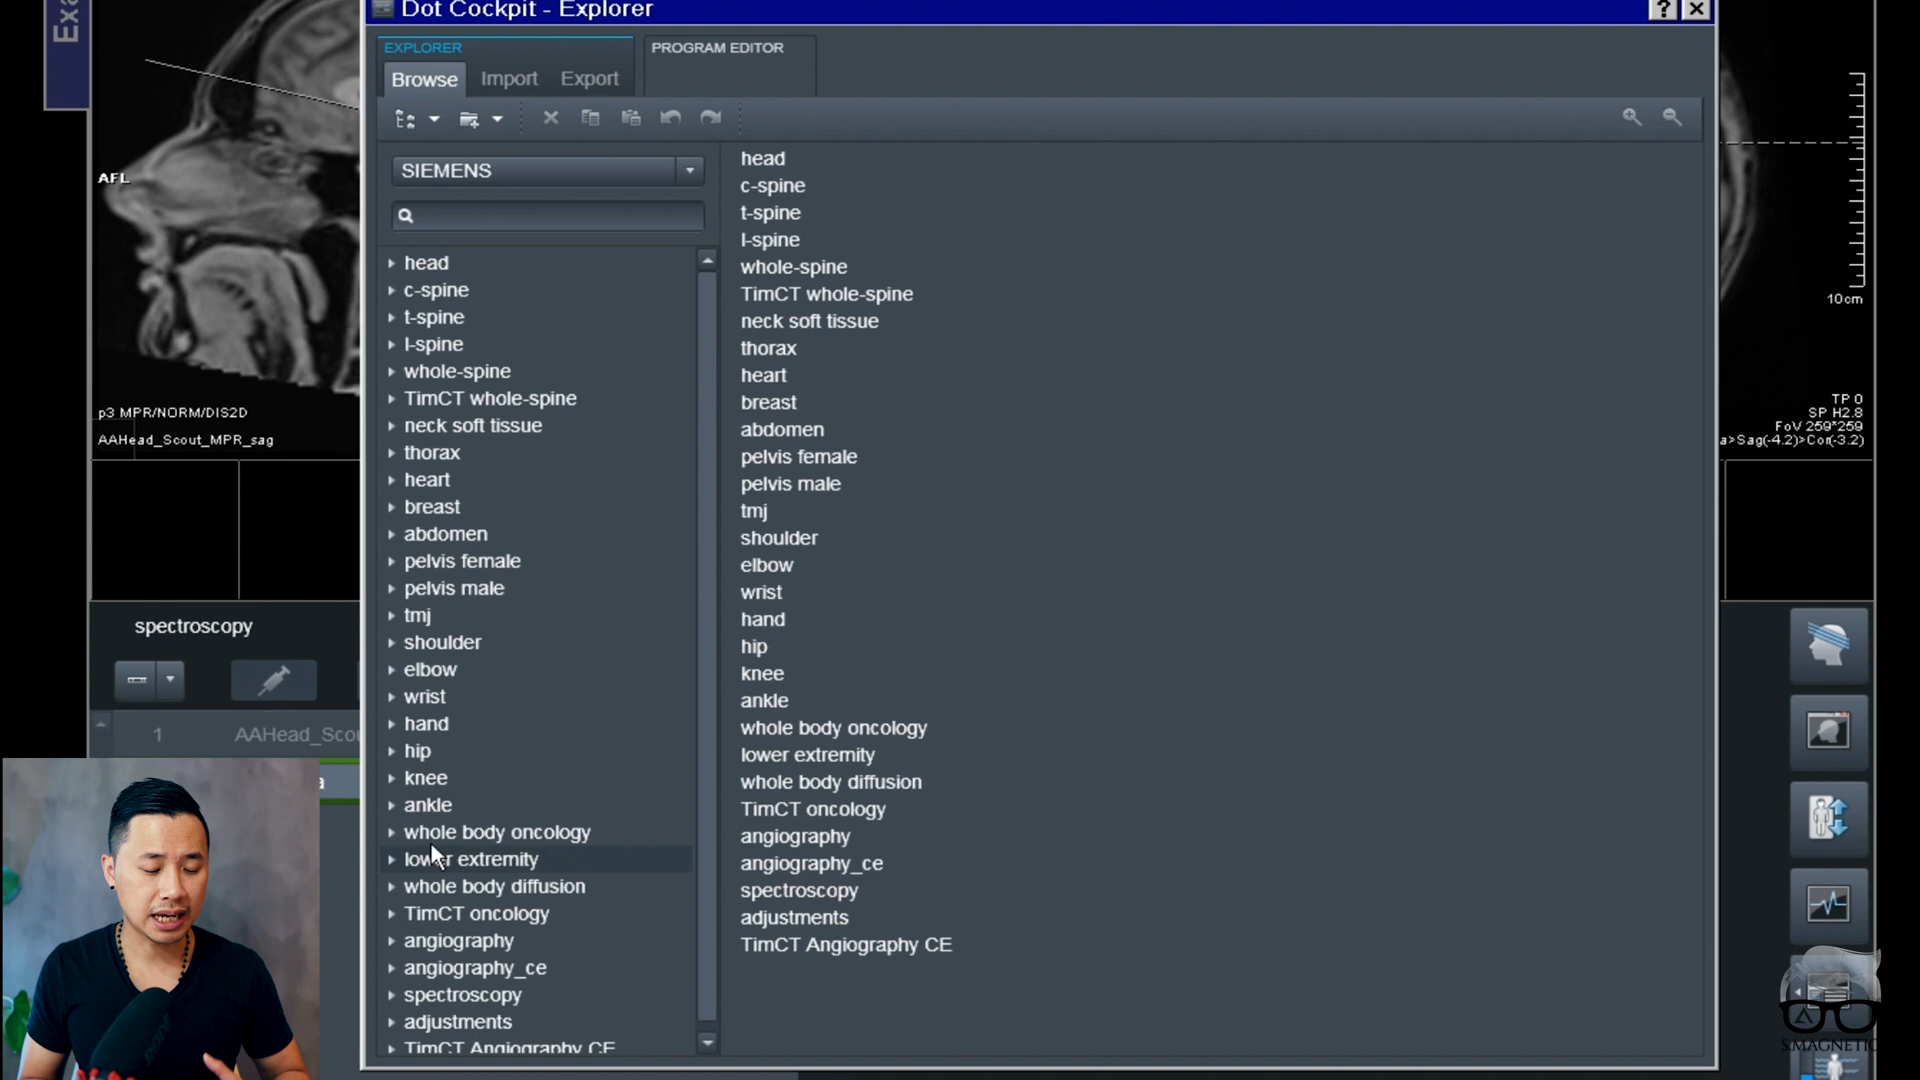 Exa
Dot Cockpit - Explorer
?
EXPLORER
PROGRAM EDITOR
Browse
Import
Export
SIEMENS
head
c-spine
t-spine
l-spine
whole-spine
TimCT whole-spine
neck soft tissue
thorax
heart
breast
abdomen
pelvis female
pelvis male
tmj
shoulder
elbow
wrist
hand
hip
knee
ankle
whole body oncology
lower extremity
whole body diffusion
TimCT oncology
angiography
angiography_ce
spectroscopy
adjustments
TimCT Angiography CE
head
c-spine
t-spine
l-spine
whole-spine
TimCT whole-spine
neck soft tissue
thorax
heart
breast
abdomen
pelvis female
pelvis male
tmj
shoulder
elbow
wrist
hand
hip
knee
ankle
whole body oncology
lower extremity
whole body diffusion
TimCT oncology
angiography
angiography_ce
spectroscopy
adjustments
TimCT Angiography CE
AFL
p3 MPR/NORM/DIS2D
AAHead_Scout_MPR_sag
10cm
TP 0
SP H2.8
FoV 259*259
a>Sag(-4.2)>Cor(-3.2)
spectroscopy
1 AAHead_Scou
a
S.MAGNETIC